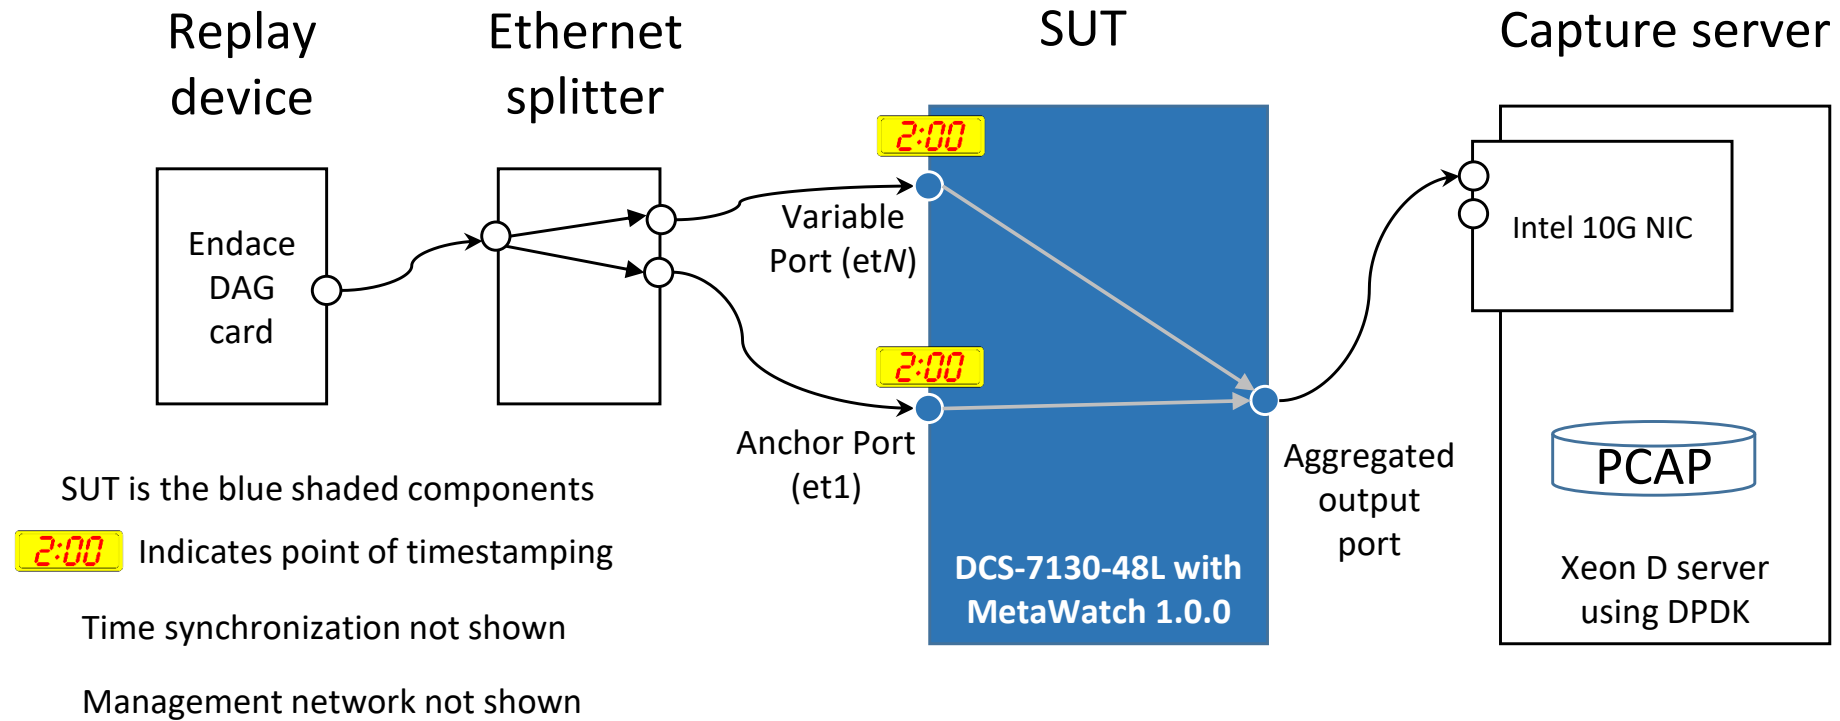 Replay
device
Ethernet
splitter
SUT
Capture server
2:00
Endace
DAG
card
Variable
Port (etN)
2:00
Anchor Port
(et1)
DCS-7130-48L with
MetaWatch 1.0.0
Aggregated
output
port
Intel 10G NIC
PCAP
Xeon D server
using DPDK
SUT is the blue shaded components
2:00 Indicates point of timestamping
Time synchronization not shown
Management network not shown